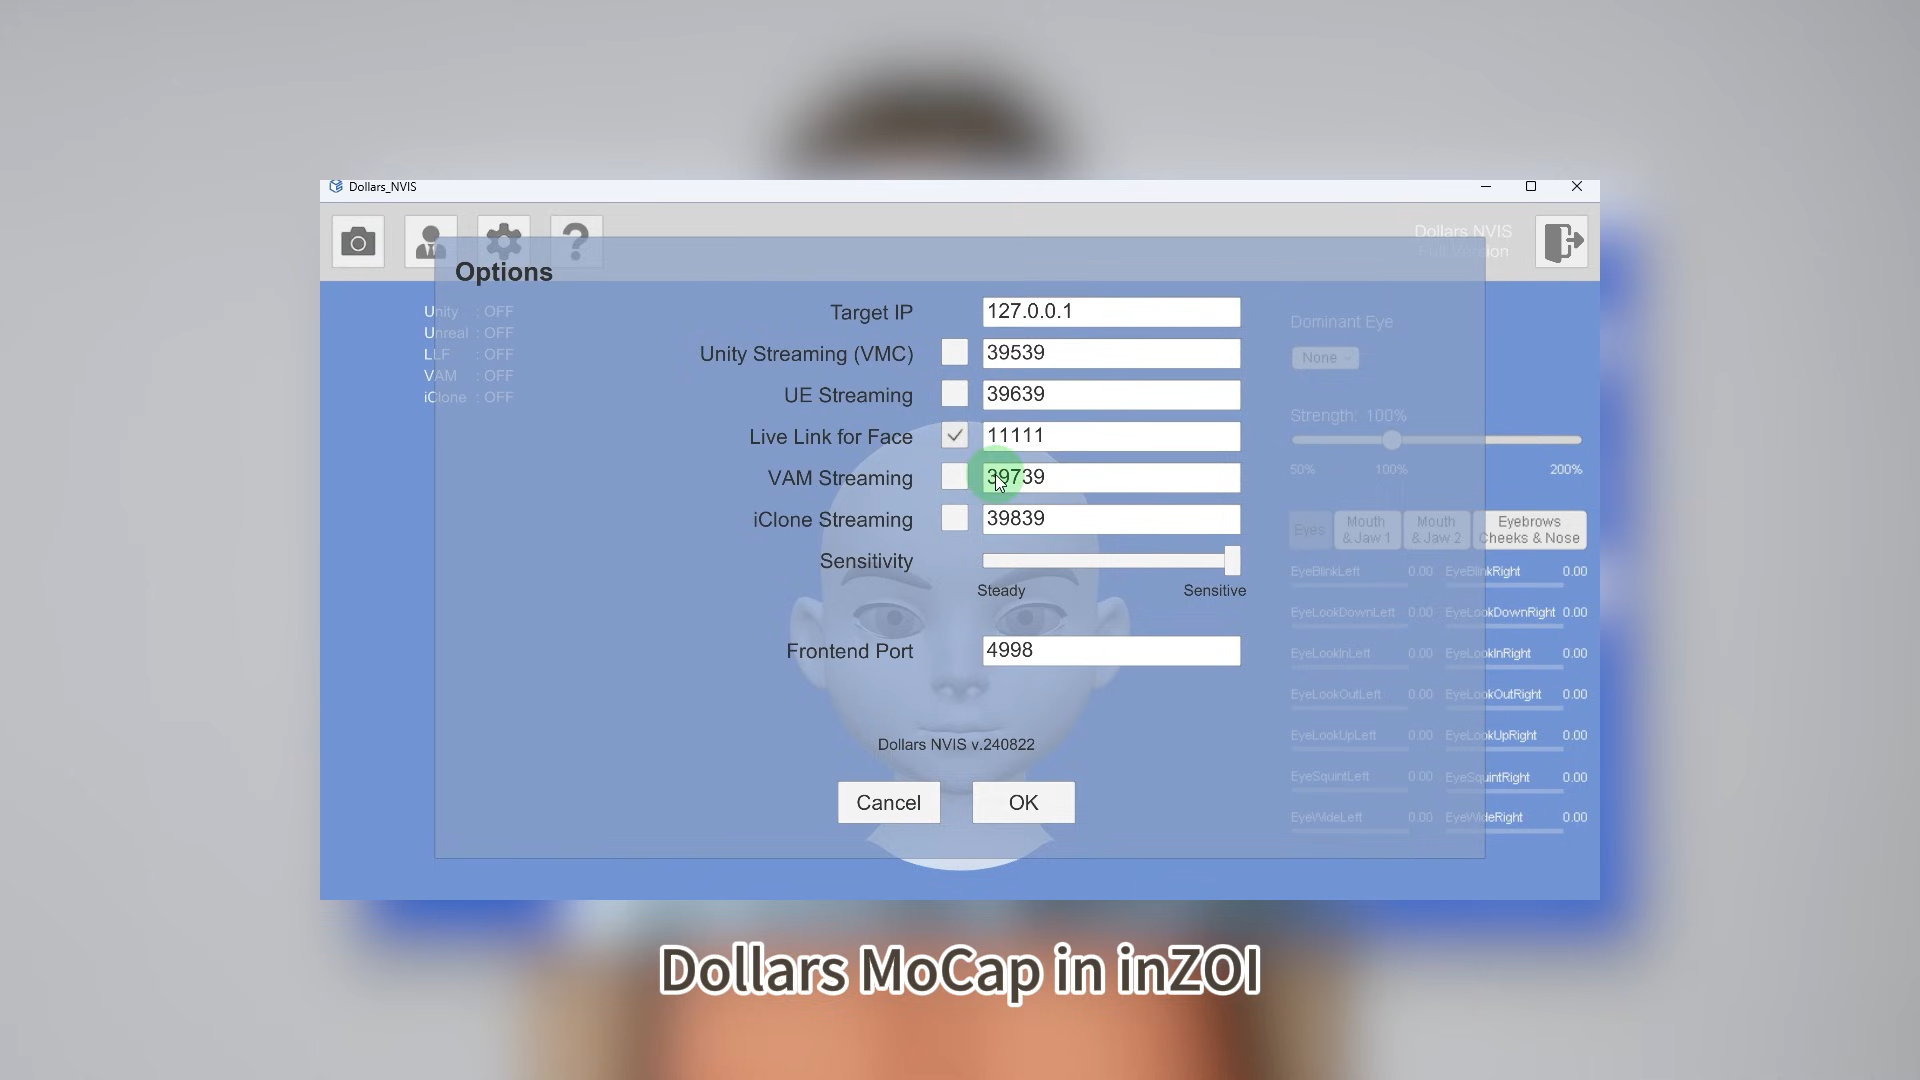 Dollars_NVIS
Dollars NVIS
Full Version
Options
Unity : OFF
Unreal : OFF
LLF : OFF
VAM : OFF
iClone : OFF
Target IP 127.0.0.1
Unity Streaming (VMC) 39539
UE Streaming 39639
Live Link for Face 11111
VAM Streaming 39739
iClone Streaming 39839
Sensitivity
Steady Sensitive
Frontend Port 4998
Dollars NVIS v.240822
Cancel OK
Dominant Eye
None
Strength: 100%
50% 100% 200%
Eyes
Mouth
& Jaw 1
Mouth
& Jaw 2
Eyebrows
Cheeks & Nose
EyeBlinkLeft 0.00 EyeBlinkRight 0.00
EyeLookDownLeft 0.00 EyeLookDownRight 0.00
EyeLookInLeft 0.00 EyeLookInRight 0.00
EyeLookOutLeft 0.00 EyeLookOutRight 0.00
EyeLookUpLeft 0.00 EyeLookUpRight 0.00
EyeSquintLeft 0.00 EyeSquintRight 0.00
EyeWideLeft 0.00 EyeWideRight 0.00
Dollars MoCap in inZOI